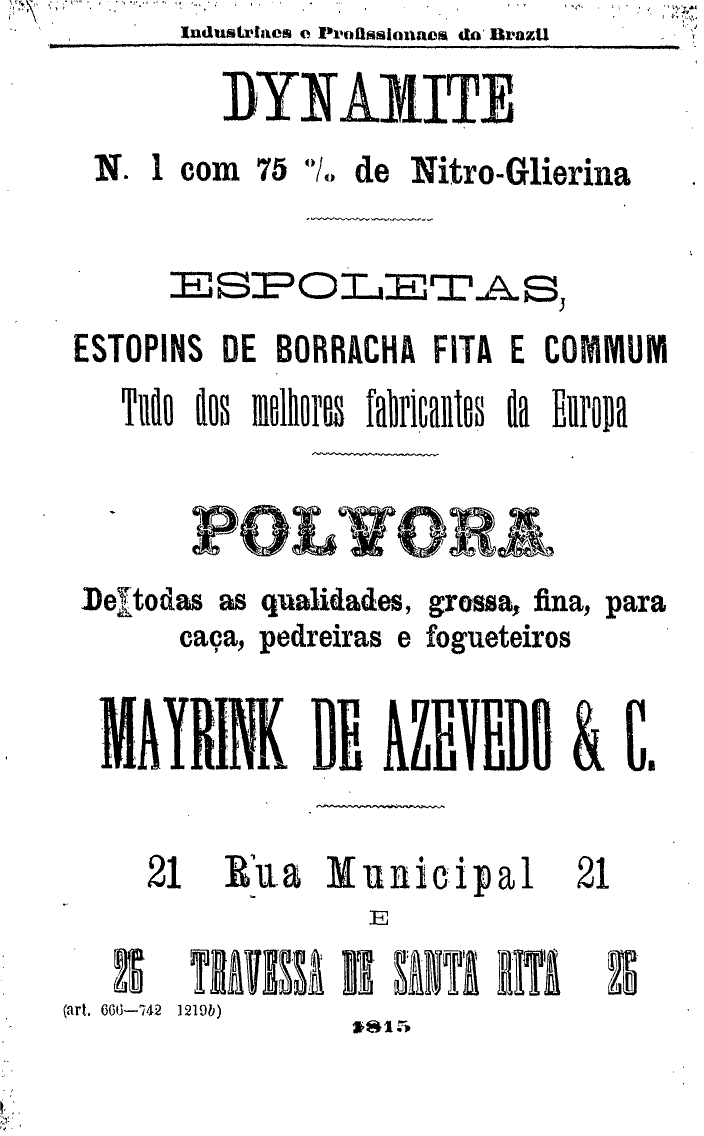 Industriaes e Profissionaes do Brazil
DYNAMITE
N. 1 com 75 % de Nitro-Glierina
ESPOLETAS,
ESTOPINS DE BORRACHA FITA E COMMUM
Tudo dos melhores fabricantes da Europa
POLVORA
De todas as qualidades, grossa, fina, para
caça, pedreiras e fogueteiros
MAYRINK DE AZEVEDO & C.
21 Rua Municipal 21
E
26 TRAVESSA DE SANTA RITA 26
(art. 666—742 1219b)
1815